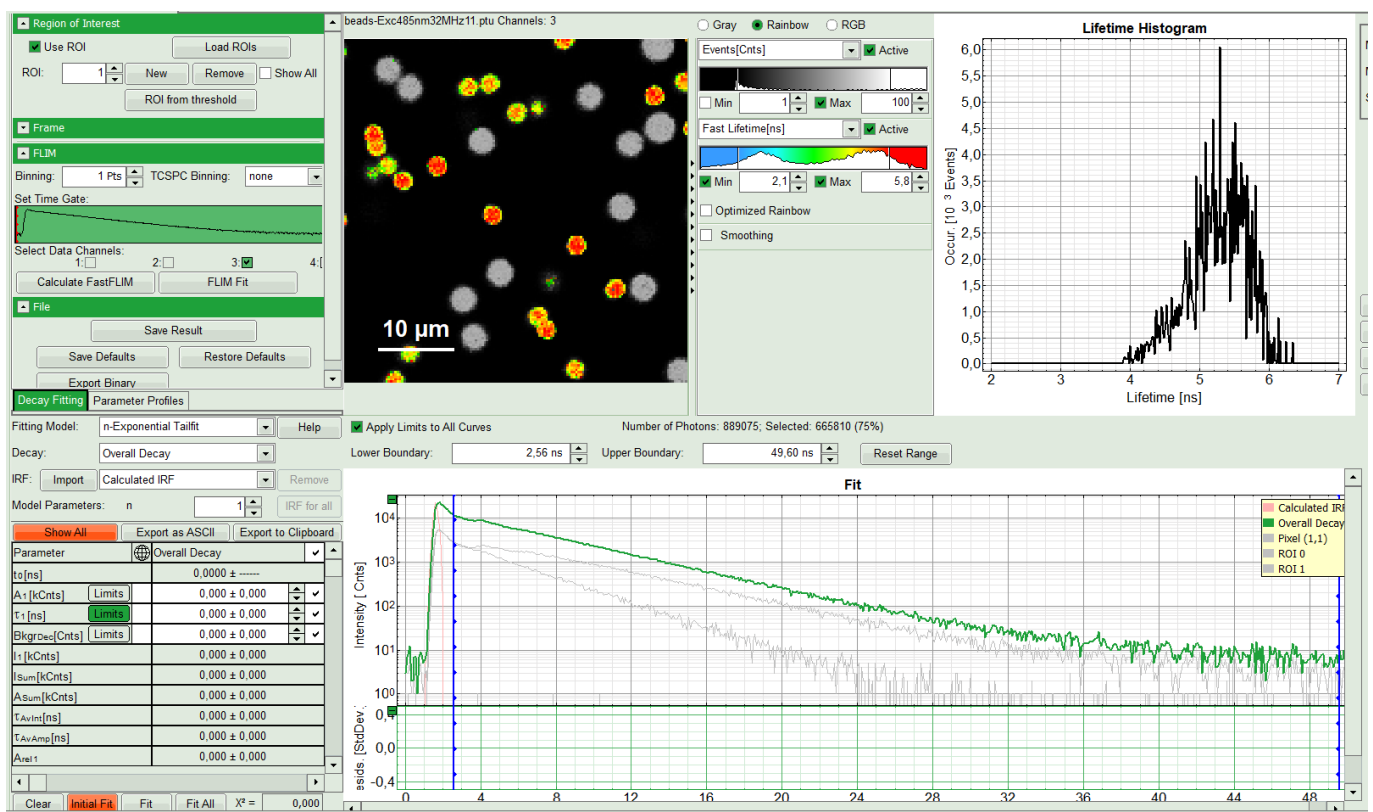 Region of Interest
Use ROI
Load ROIs
ROI: 1 New Remove Show All
ROI from threshold
Frame
FLIM
Binning: 1 Pts TCSPC Binning: none
Set Time Gate:
Select Data Channels:
1: 2: 3: 4:
Calculate FastFLIM FLIM Fit
File
Save Result
Save Defaults Restore Defaults
Export Binary
beads-Exc485nm32MHz11.ptu Channels: 3
10 µm
Gray Rainbow RGB
Events[Cnts] Active
Min 1 Max 100
Fast Lifetime[ns] Active
Min 2,1 Max 5,8
Optimized Rainbow
Smoothing
Lifetime Histogram
Occur. [10 3 Events]
6,0
5,5
5,0
4,5
4,0
3,5
3,0
2,5
2,0
1,5
1,0
0,5
0,0
2 3 4 5 6 7
Lifetime [ns]
Decay Fitting Parameter Profiles
Fitting Model: n-Exponential Tailfit Help
Decay: Overall Decay
IRF: Import Calculated IRF Remove
Model Parameters: n 1 IRF for all
Show All Export as ASCII Export to Clipboard
Parameter Overall Decay
t0[ns] 0,0000 ± ------
A1[kCnts] Limits 0,000 ± 0,000
τ1[ns] Limits 0,000 ± 0,000
BkgrDec[Cnts] Limits 0,000 ± 0,000
I1[kCnts] 0,000 ± 0,000
ISum[kCnts] 0,000 ± 0,000
ASum[kCnts] 0,000 ± 0,000
τAvInt[ns] 0,000 ± 0,000
τAvAmp[ns] 0,000 ± 0,000
Arel1 0,000 ± 0,000
Clear Initial Fit Fit Fit All X² = 0,000
Apply Limits to All Curves Number of Photons: 889075; Selected: 665810 (75%)
Lower Boundary: 2,56 ns Upper Boundary: 49,60 ns Reset Range
Fit
Intensity [ Cnts]
104
103
102
101
100
Calculated IRF
Overall Decay
Pixel (1,1)
ROI 0
ROI 1
esids. [StdDev
0,4
0,0
-0,4
0 4 8 12 16 20 24 28 32 36 40 44 48